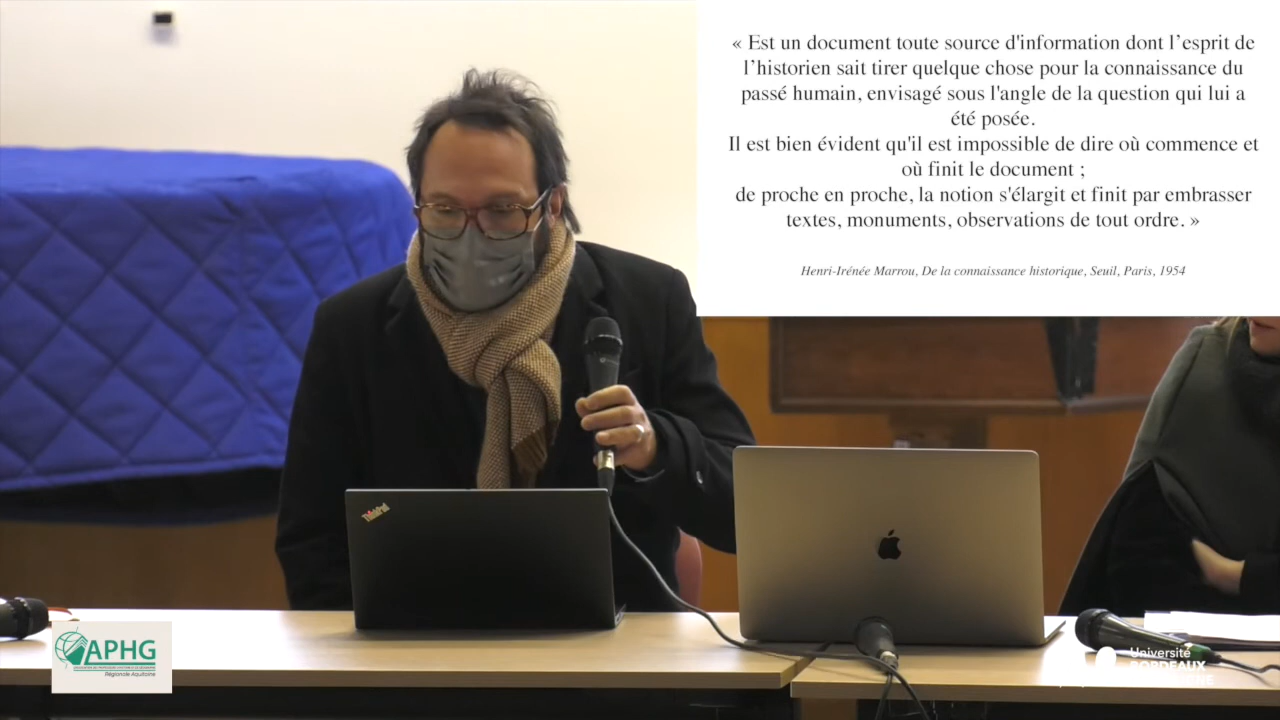 « Est un document toute source d'information dont l’esprit de
l’historien sait tirer quelque chose pour la connaissance du
passé humain, envisagé sous l'angle de la question qui lui a
été posée.
Il est bien évident qu'il est impossible de dire où commence et
où finit le document ;
de proche en proche, la notion s'élargit et finit par embrasser
textes, monuments, observations de tout ordre. »
Henri-Irénée Marrou, De la connaissance historique, Seuil, Paris, 1954
ThinkPad
APHG
Régionale Aquitaine
Université
BORDEAUX